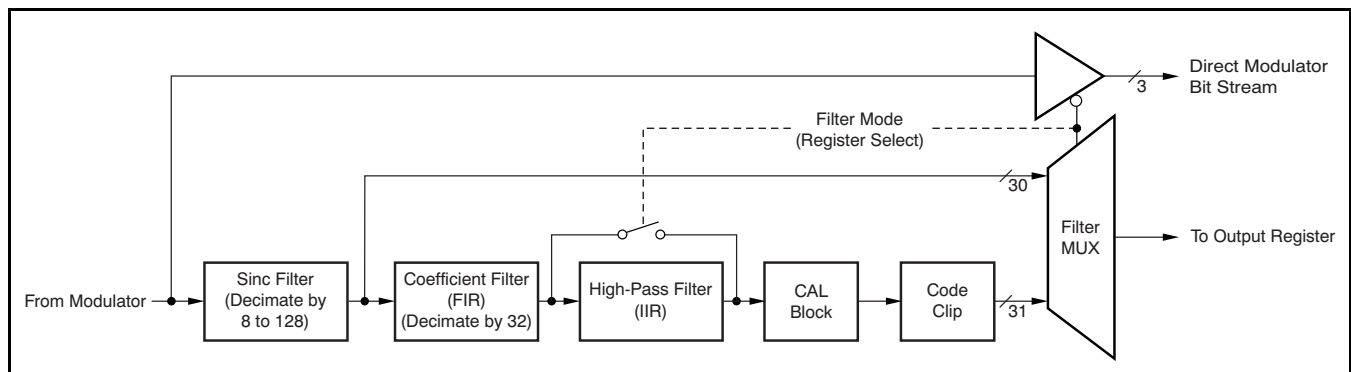 Direct Modulator
Bit Stream
3
Filter Mode
(Register Select)
30
Filter
MUX
To Output Register
From Modulator
Sinc Filter
(Decimate by
8 to 128)
Coefficient Filter
(FIR)
(Decimate by 32)
High-Pass Filter
(IIR)
CAL
Block
Code
Clip
31